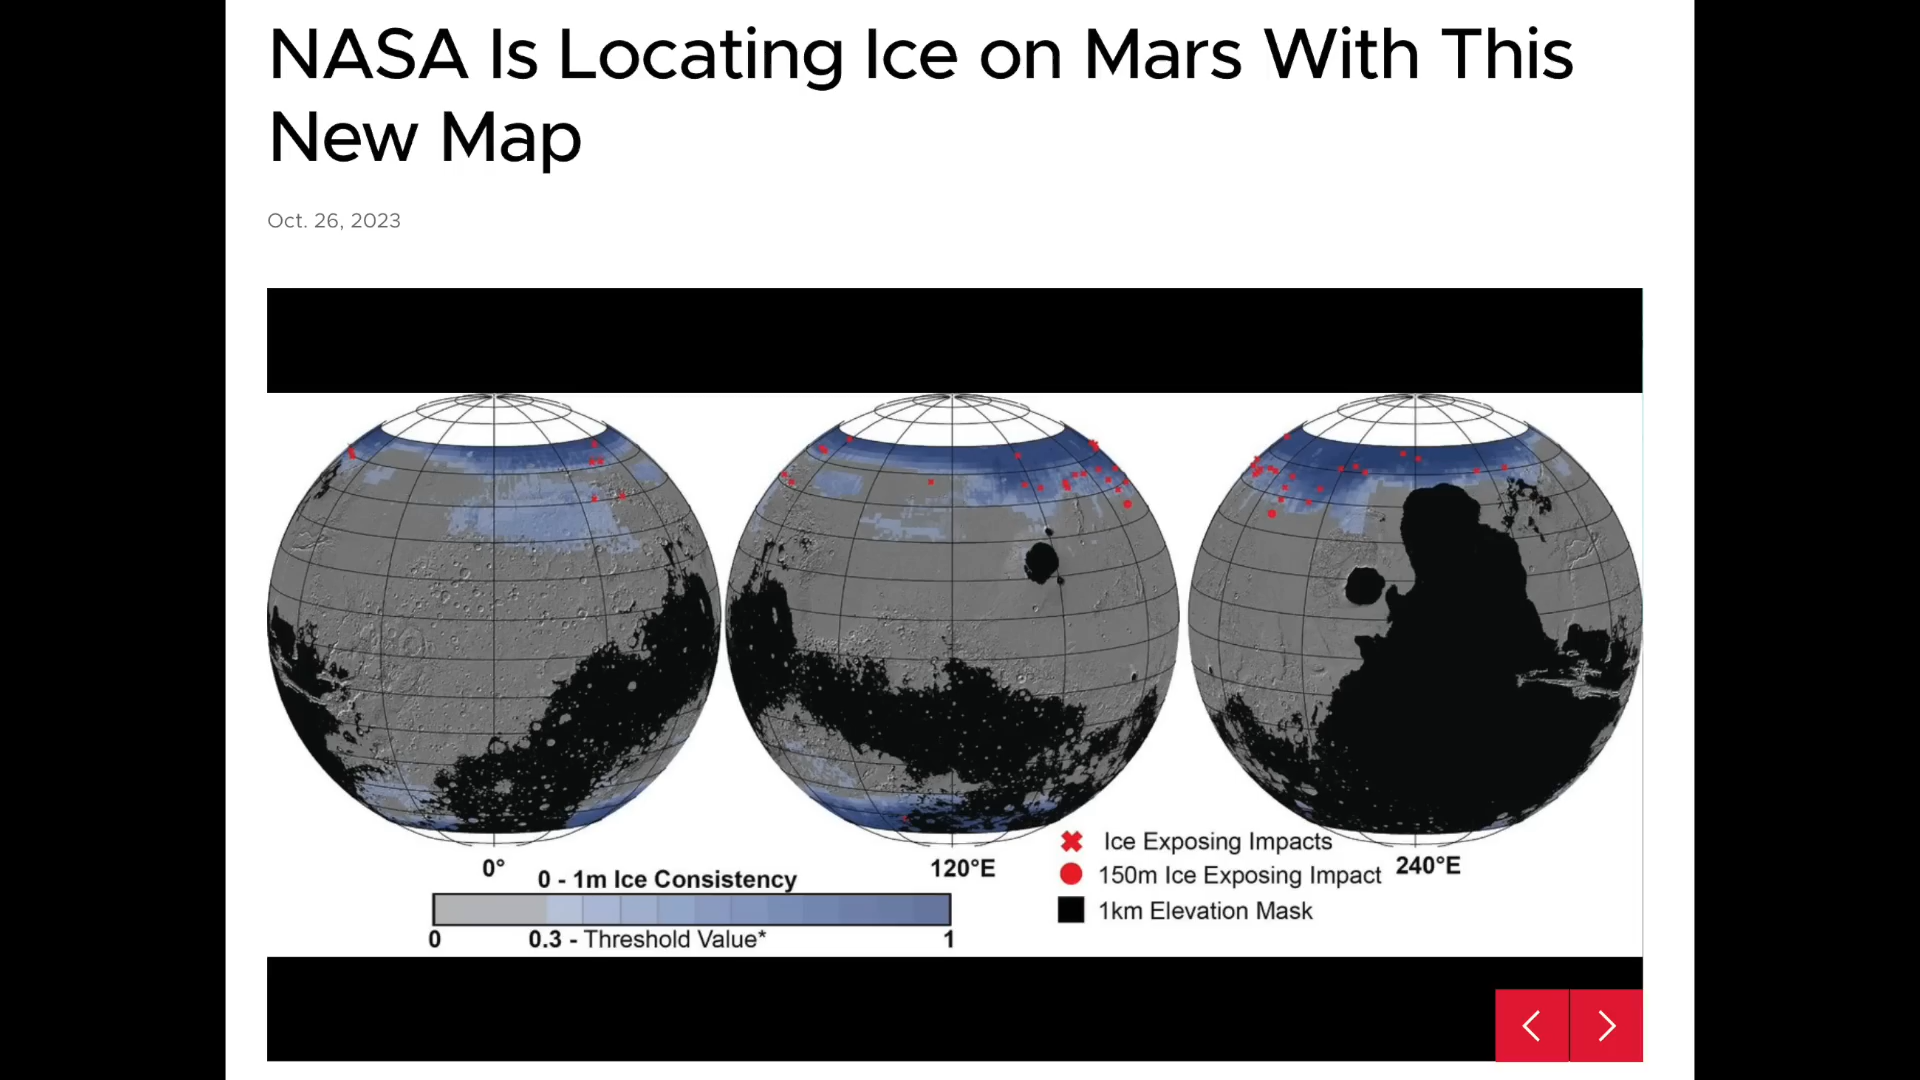 NASA Is Locating Ice on Mars With This
New Map
Oct. 26, 2023
0°
120°E
240°E
0 - 1m Ice Consistency
0
0.3 - Threshold Value*
1
Ice Exposing Impacts
150m Ice Exposing Impact
1km Elevation Mask